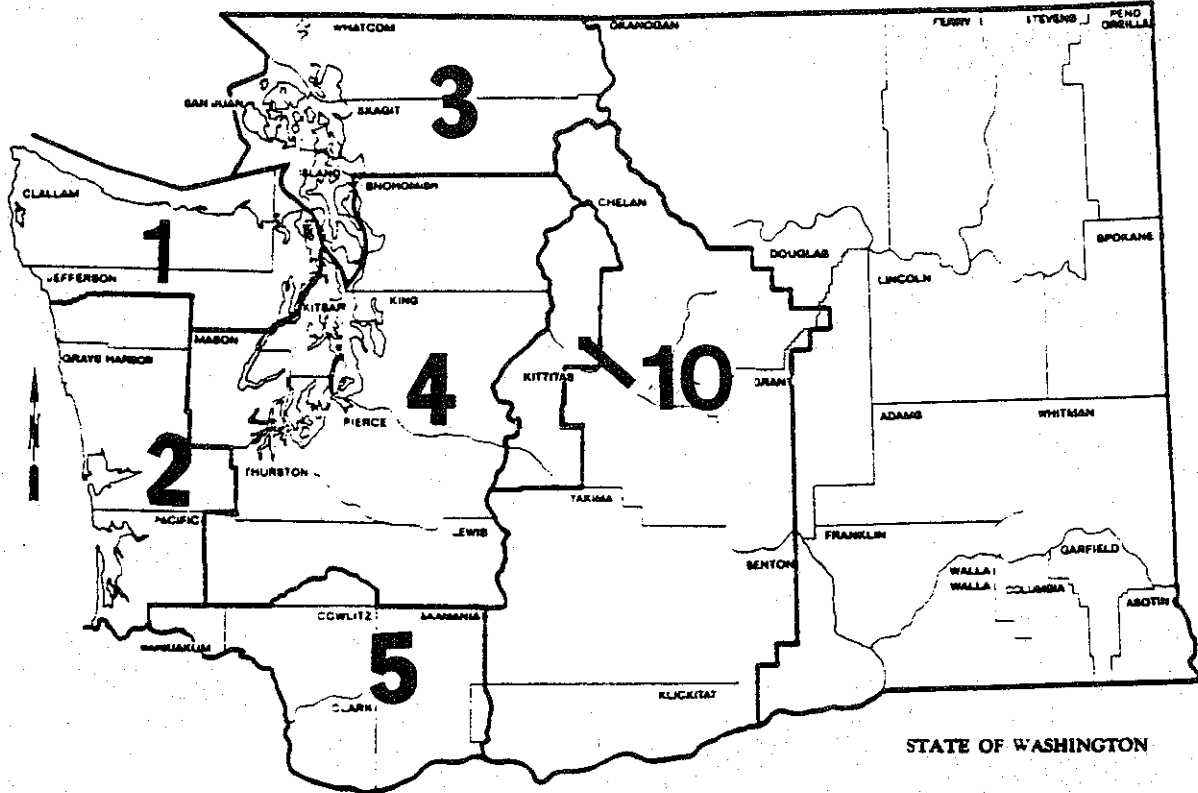 WHATCOM
OKANOGAN
FERRY
STEVENS
PEND
OREILLE
3
SAN JUAN
SKAGIT
ISLAND
SNOHOMISH
CLALLAM
CHELAN
1
DOUGLAS
SPOKANE
JEFFERSON
LINCOLN
KITSAP
KING
MASON
GRAYS HARBOR
4
KITTITAS
10
GRANT
ADAMS
WHITMAN
PIERCE
2
THURSTON
YAKIMA
PACIFIC
LEWIS
FRANKLIN
BENTON
GARFIELD
WALLA
WALLA
COLUMBIA
ASOTIN
COWLITZ
SKAMANIA
WAHKIAKUM
5
KLICKITAT
CLARK
STATE OF WASHINGTON